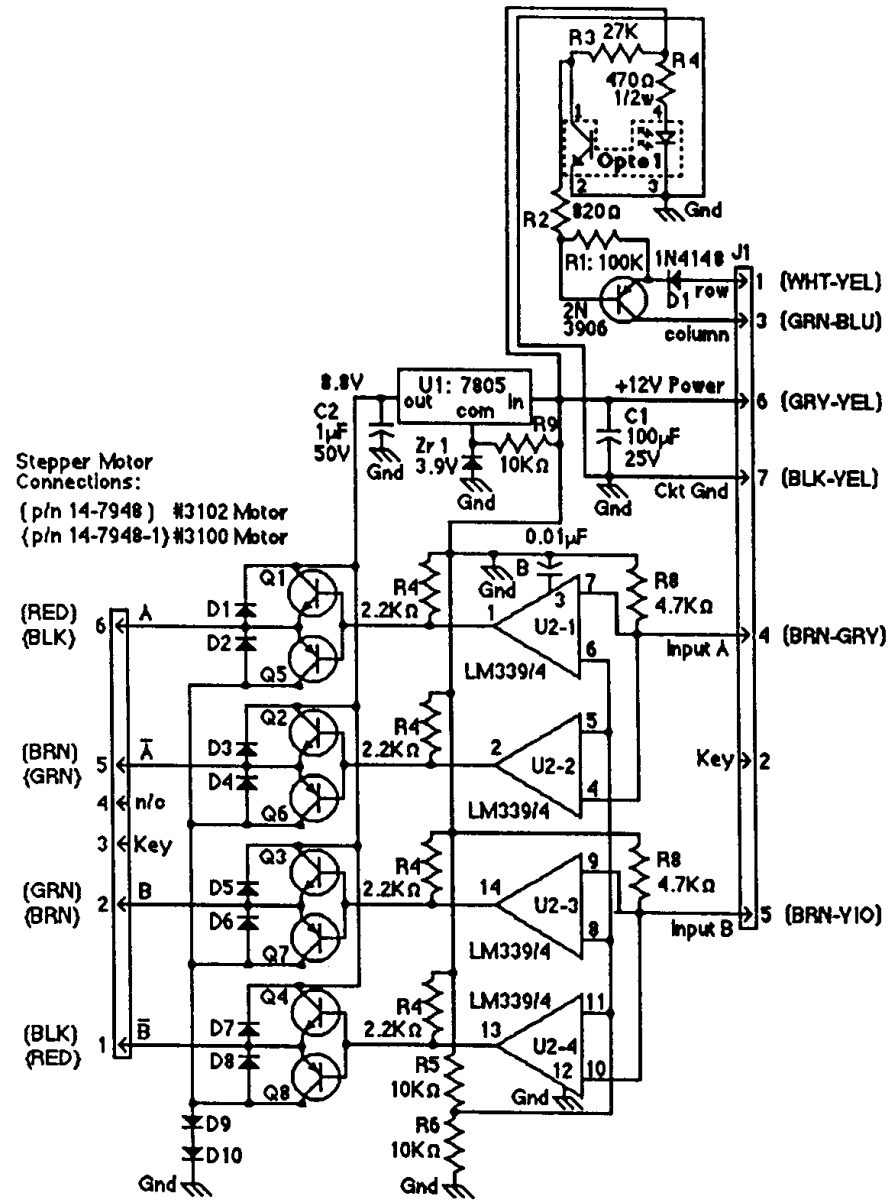 R3 27K
R4
470Ω
1/2w
1 4
Opto1
2 3
Gnd
R2 820Ω
R1: 100K
1N4148
D1
row
J1
1 (WHT-YEL)
2N
3906
column
3 (GRN-BLU)
8.8V
U1: 7805
out In
com
+12V Power
6 (GRY-YEL)
C2
1µF
50V
Gnd
Zr1
3.9V
Gnd
R9
10KΩ
C1
100µF
25V
Gnd
Ckt Gnd
7 (BLK-YEL)
Stepper Motor
Connections:
(p/n 14-7948 ) #3102 Motor
{p/n 14-7948-1} #3100 Motor
0.01µF
Gnd
B
3
Q1
R4
2.2KΩ
1
7
U2-1
6
LM339/4
R8
4.7KΩ
(RED)
{BLK}
6
A
D1
D2
Q5
Input A
4 (BRN-GRY)
Q2
R4
2.2KΩ
2
5
U2-2
4
LM339/4
(BRN)
{GRN}
5
A̅
D3
D4
Q6
Key
2
4 n/c
3 Key
Q3
R4
2.2KΩ
14
9
U2-3
8
LM339/4
R8
4.7KΩ
(GRN)
{BRN}
2
B
D5
D6
Q7
Input B
5 (BRN-YIO)
Q4
R4
2.2KΩ
13
LM339/4
11
U2-4
12
10
Gnd
(BLK)
{RED}
1
B̅
D7
D8
Q8
R5
10KΩ
R6
10KΩ
Gnd
D9
D10
Gnd